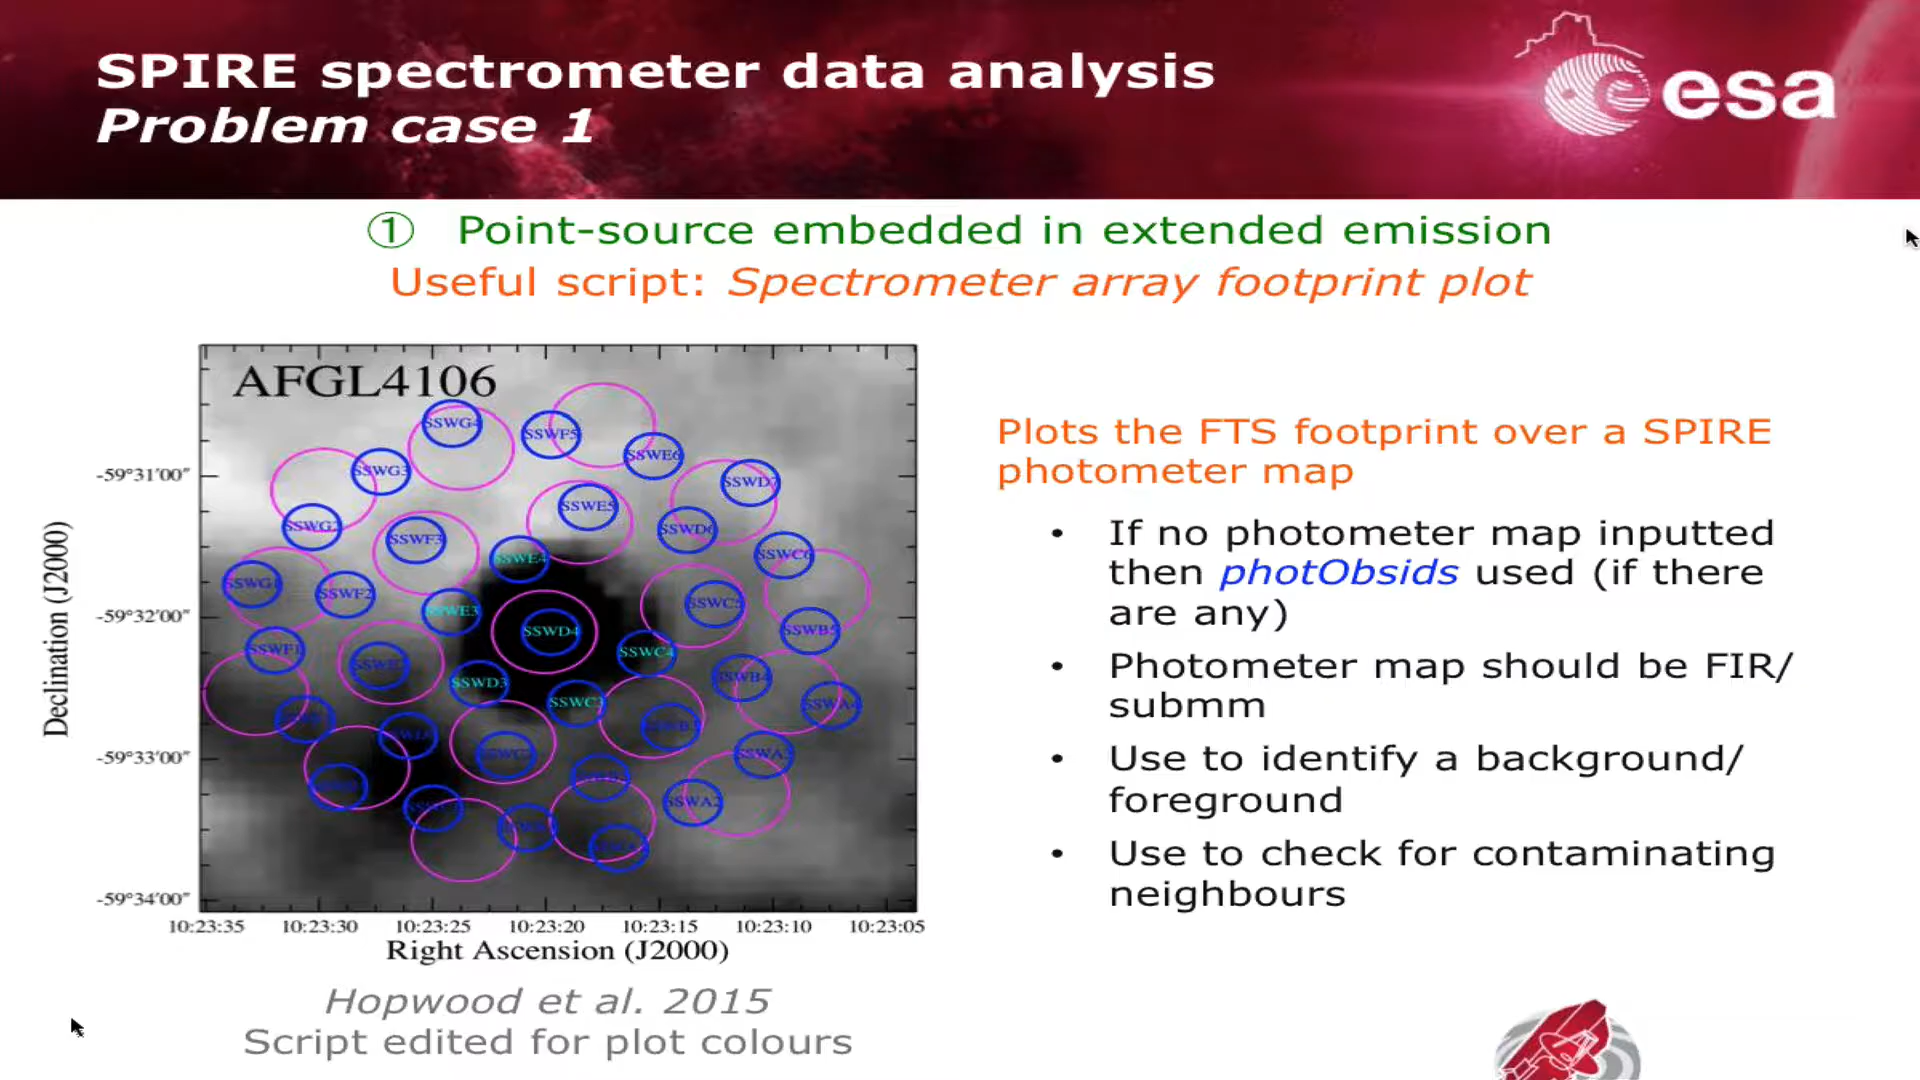 SPIRE spectrometer data analysis
Problem case 1
esa
① Point-source embedded in extended emission
Useful script: Spectrometer array footprint plot
AFGL4106
SSWG4
SSWF5
SSWE6
SSWG3
SSWD7
SSWE5
SSWG2
SSWD6
SSWF3
SSWC6
SSWE4
SSWG1
SSWF2
SSWC5
SSWE3
SSWD4
SSWB5
SSWF1
SSWC4
SSWD3
SSWB4
SSWC3
SSWA4
SSWA3
SSWA2
-59°31'00"
-59°32'00"
-59°33'00"
-59°34'00"
Declination (J2000)
10:23:35 10:23:30 10:23:25 10:23:20 10:23:15 10:23:10 10:23:05
Right Ascension (J2000)
Hopwood et al. 2015
Script edited for plot colours
Plots the FTS footprint over a SPIRE
photometer map
• If no photometer map inputted
then photObsids used (if there
are any)
• Photometer map should be FIR/
submm
• Use to identify a background/
foreground
• Use to check for contaminating
neighbours